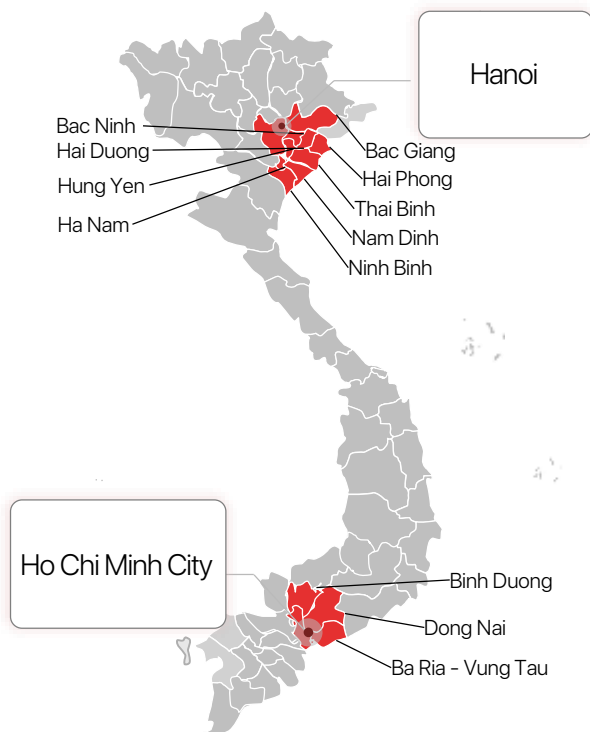 Hanoi
Bac Ninh
Hai Duong
Hung Yen
Ha Nam
Bac Giang
Hai Phong
Thai Binh
Nam Dinh
Ninh Binh
Ho Chi Minh City
Binh Duong
Dong Nai
Ba Ria - Vung Tau